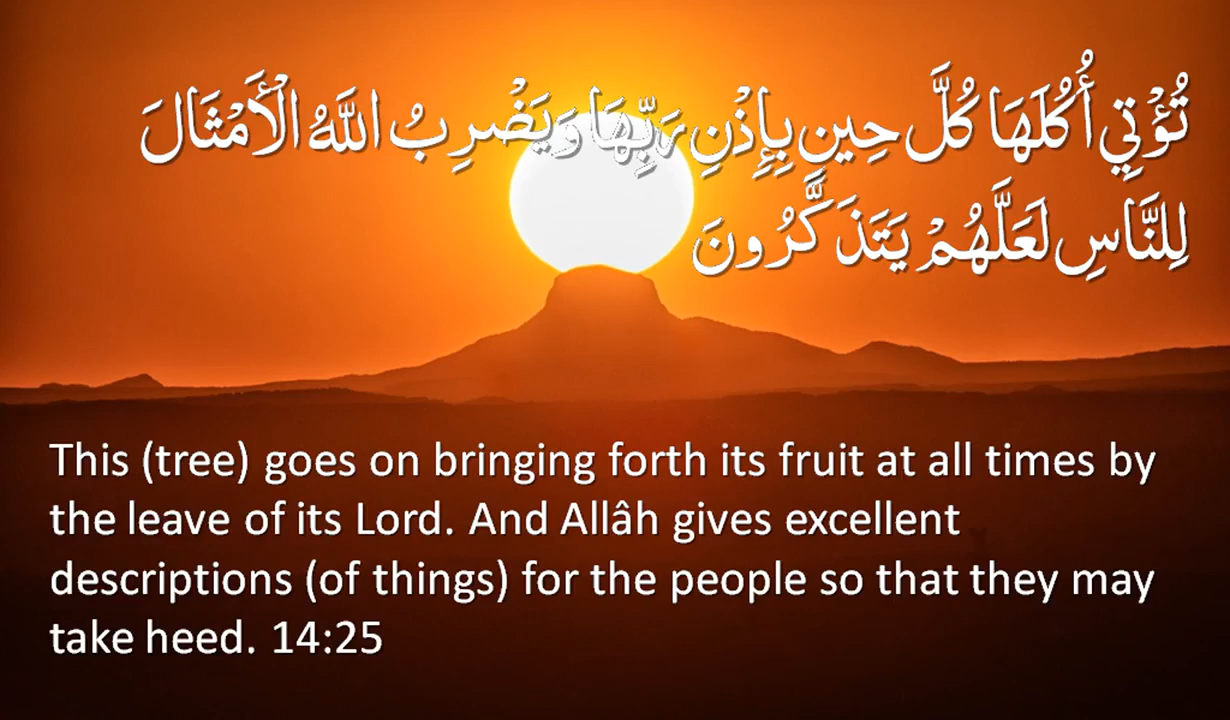 تُؤْتِي أُكُلَهَا كُلَّ حِينٍ بِإِذْنِ رَبِّهَا وَيَضْرِبُ اللَّهُ الْأَمْثَالَ
لِلنَّاسِ لَعَلَّهُمْ يَتَذَكَّرُونَ
This (tree) goes on bringing forth its fruit at all times by
the leave of its Lord. And Allâh gives excellent
descriptions (of things) for the people so that they may
take heed. 14:25